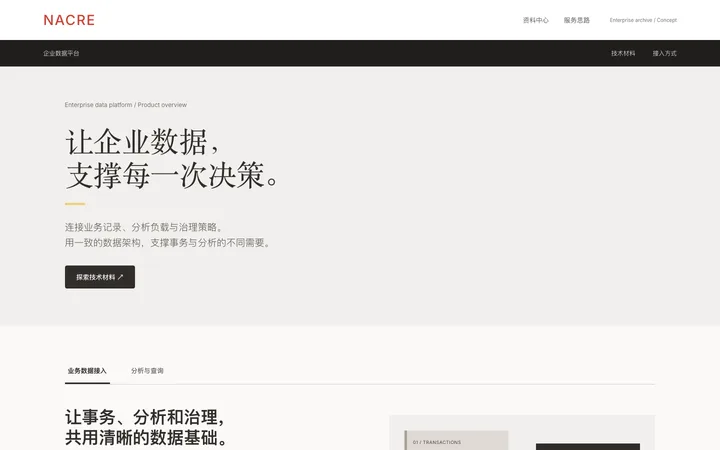 NACRE
资料中心
服务思路
Enterprise archive / Concept
企业数据平台
技术材料
接入方式
Enterprise data platform / Product overview
让企业数据，
支撑每一次决策。
连接业务记录、分析负载与治理策略。
用一致的数据架构，支撑事务与分析的不同需要。
探索技术材料 ↗
业务数据接入
分析与查询
让事务、分析和治理，
共用清晰的数据基础。
01 / TRANSACTIONS